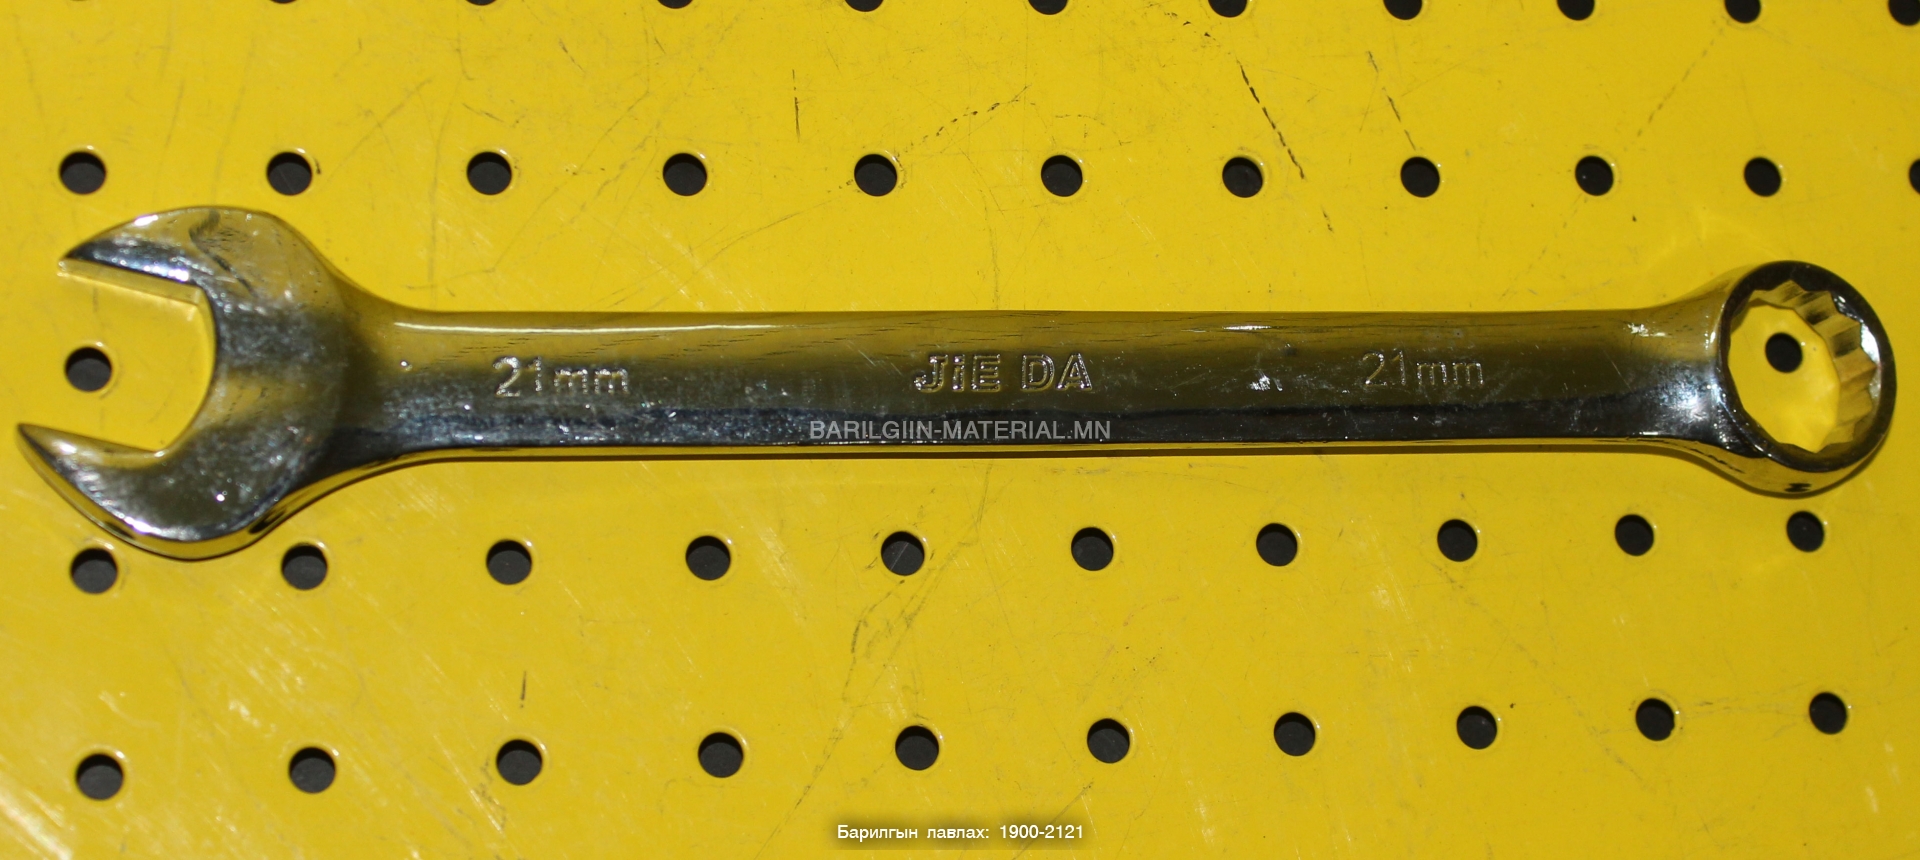 21mm JiE DA 21mm
BARILGIIN-MATERIAL.MN
Барилгын лавлах: 1900-2121